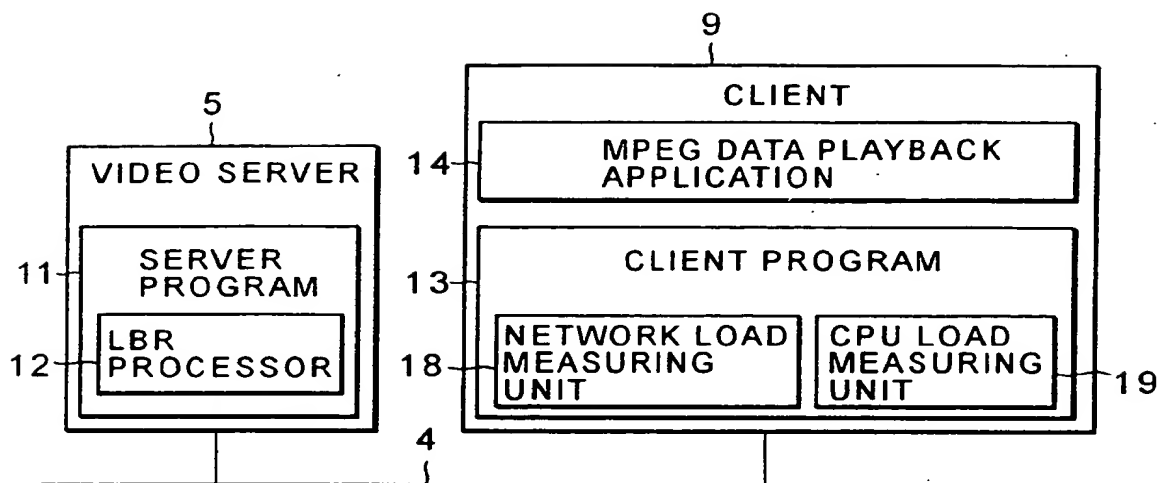 9
CLIENT
5
14
MPEG DATA PLAYBACK
APPLICATION
VIDEO SERVER
11
SERVER
PROGRAM
13
CLIENT PROGRAM
12
LBR
PROCESSOR
18
NETWORK LOAD
MEASURING
UNIT
CPU LOAD
MEASURING
UNIT
19
4